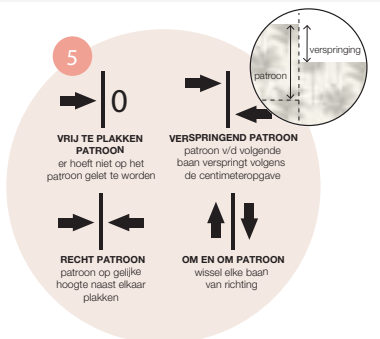 5
verspringing
patroon
0
VRIJ TE PLAKKEN
PATROON
er hoeft niet op het
patroon gelet te worden
VERSPRINGEND PATROON
patroon v/d volgende
baan verspringt volgens
de centimeteropgave
RECHT PATROON
patroon op gelijke
hoogte naast elkaar
plakken
OM EN OM PATROON
wissel elke baan
van richting